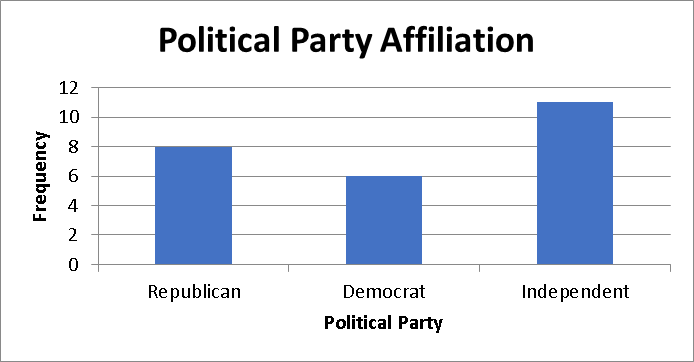 Political Party Affiliation
12
10
8
6
4
2
0
Frequency
Republican Democrat Independent
Political Party